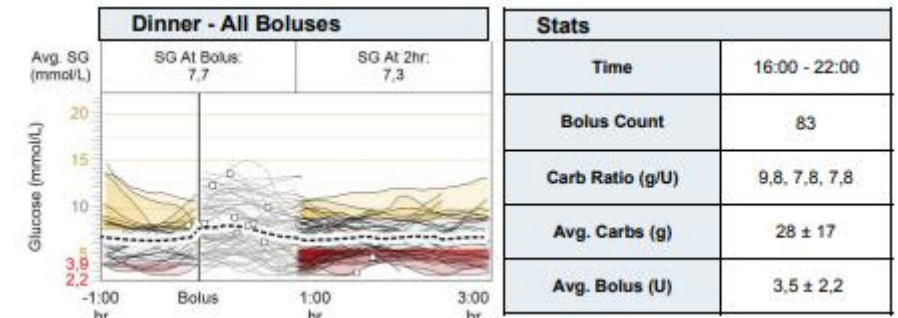 Dinner - All Boluses
Avg. SG
(mmol/L)
SG At Bolus:
7,7
SG At 2hr:
7,3
Glucose (mmol/L)
20
15
10
5
3,9
2,2
-1:00
hr
Bolus
1:00
hr
3:00
hr
Stats
Time 16:00 - 22:00
Bolus Count 83
Carb Ratio (g/U) 9,8, 7,8, 7,8
Avg. Carbs (g) 28 ± 17
Avg. Bolus (U) 3,5 ± 2,2